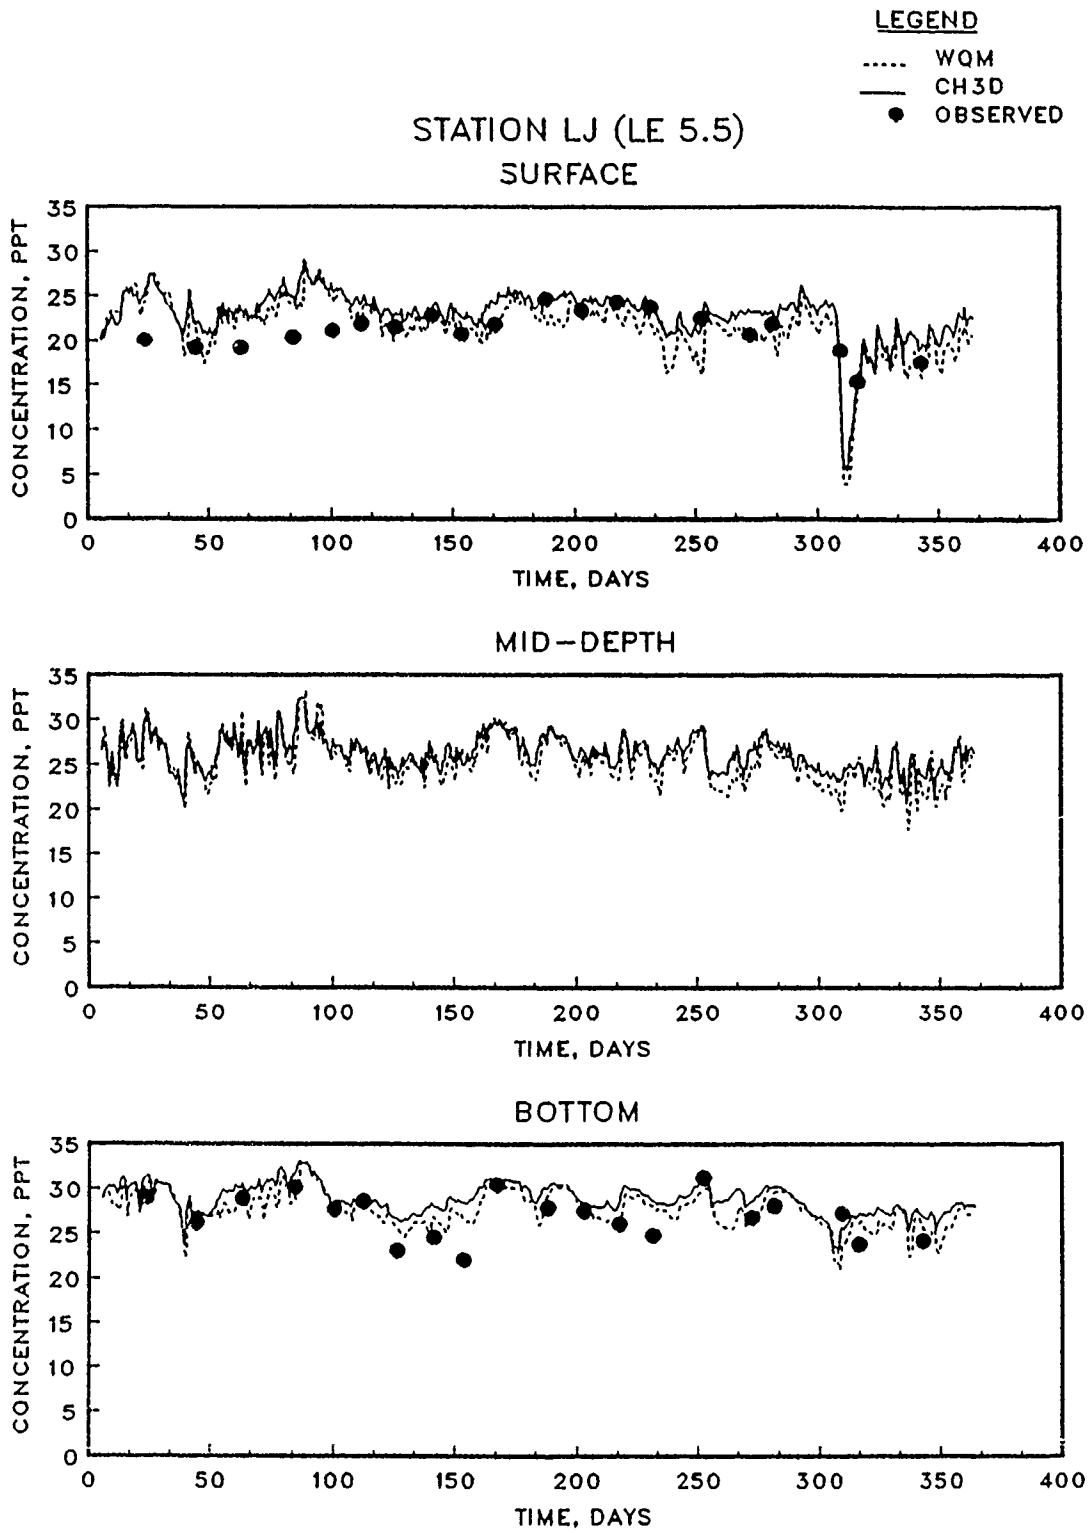 LEGEND
WQM
CH3D
OBSERVED
STATION LJ (LE 5.5)
SURFACE
CONCENTRATION, PPT
35
30
25
20
15
10
5
0
0 50 100 150 200 250 300 350 400
TIME, DAYS
MID-DEPTH
CONCENTRATION, PPT
35
30
25
20
15
10
5
0
0 50 100 150 200 250 300 350 400
TIME, DAYS
BOTTOM
CONCENTRATION, PPT
35
30
25
20
15
10
5
0
0 50 100 150 200 250 300 350 400
TIME, DAYS